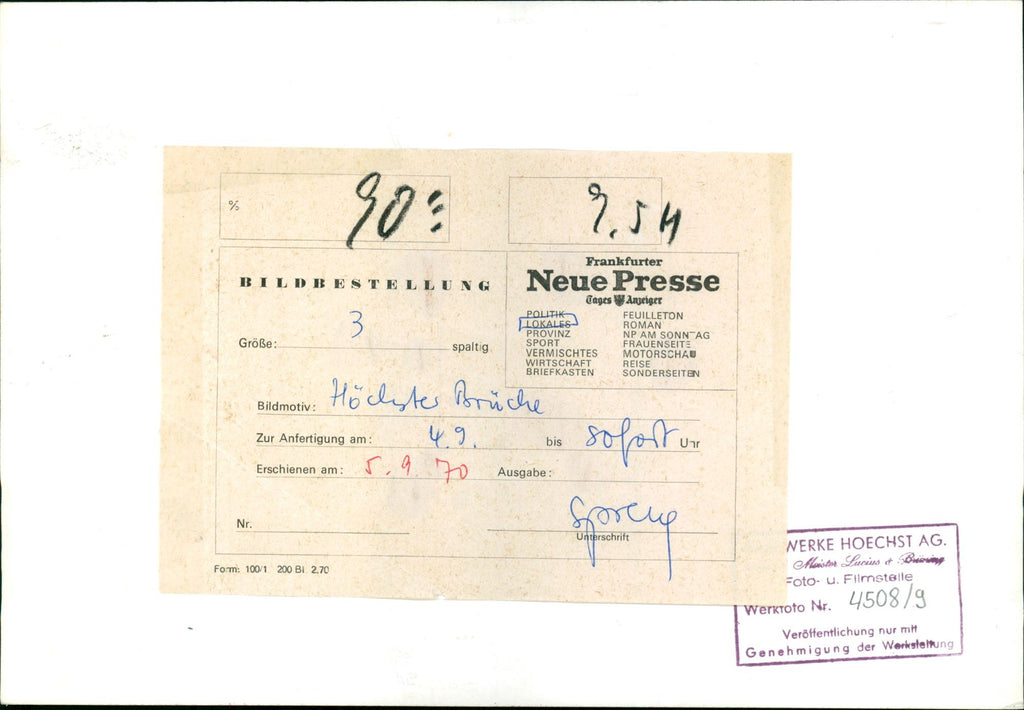 %
90
9.5H
BILDBESTELLUNG
Frankfurter
Neue Presse
Tages Anzeiger
POLITIK
LOKALES
PROVINZ
SPORT
VERMISCHTES
WIRTSCHAFT
BRIEFKASTEN
FEUILLETON
ROMAN
NP AM SONNTAG
FRAUENSEITE
MOTORSCHAU
REISE
SONDERSEITEN
Größe: 3 spaltig
Bildmotiv: Höchster Brücke
Zur Anfertigung am: 4.9. bis sofort Uhr
Erschienen am: 5.9.70 Ausgabe:
Nr.
Unterschrift
Form: 100/1 200 Bl 2.70
WERKE HOECHST AG.
Meister Lucius & Brüning
Foto- u. Filmstelle
Werkfoto Nr. 4508/9
Veröffentlichung nur mit
Genehmigung der Werksleitung